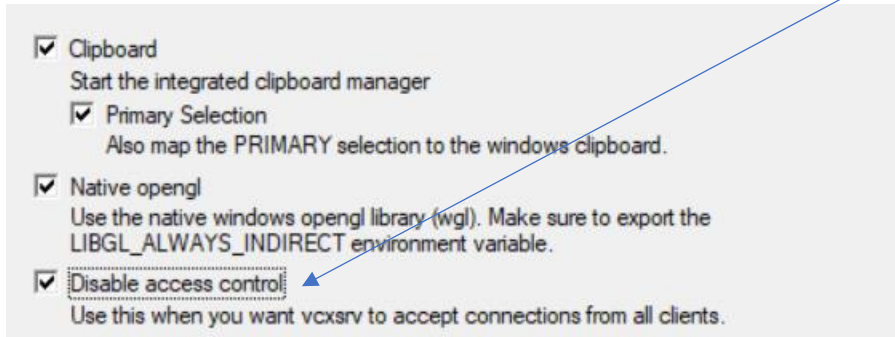 Clipboard
Start the integrated clipboard manager
Primary Selection
Also map the PRIMARY selection to the windows clipboard.
Native opengl
Use the native windows opengl library (wgl). Make sure to export the
LIBGL_ALWAYS_INDIRECT environment variable.
Disable access control
Use this when you want vcxsrv to accept connections from all clients.